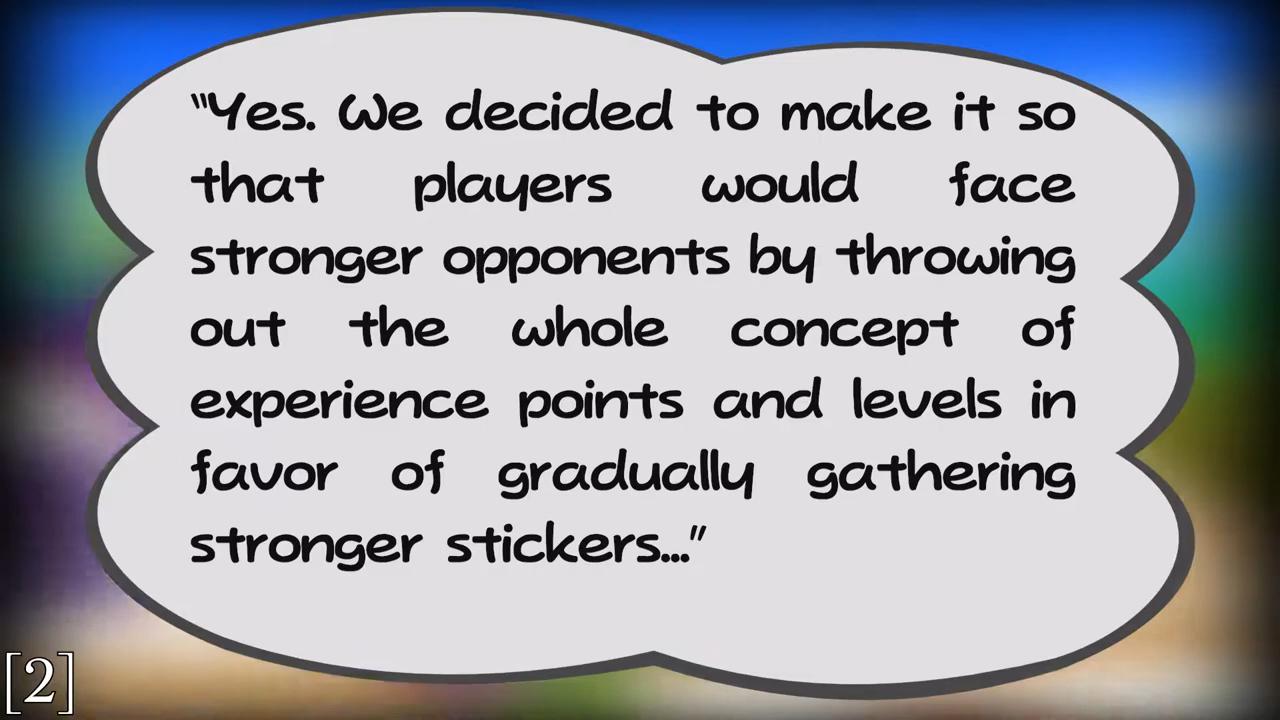 "Yes. We decided to make it so
that players would face
stronger opponents by throwing
out the whole concept of
experience points and levels in
favor of gradually gathering
stronger stickers..."
[2]